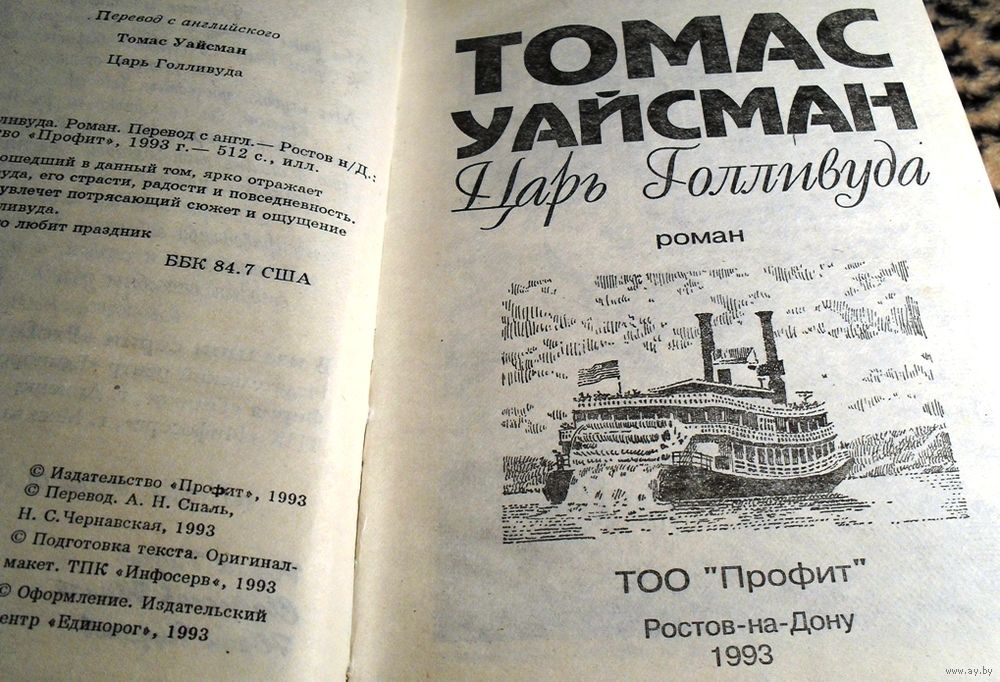 Перевод с английского
Томас Уайсман
Царь Голливуда
ливуда. Роман. Перевод с англ.— Ростов н/Д.:
во «Профит», 1993 г.— 512 с., илл.
ошедший в данном том, ярко отражает
уда, его страсти, радости и повседневность.
увлечет потрясающий сюжет и ощущение
ливуда.
о любит праздник
ББК 84.7 США
© Издательство «Профит», 1993
© Перевод. А. Н. Спаль,
Н. С. Чернавская, 1993
© Подготовка текста. Оригинал-
макет. ТПК «Инфосерв», 1993
© Оформление. Издательский
ентр «Единорог», 1993
ТОМАС
УАЙСМАН
Царь Голливуда
роман
ТОО "Профит"
Ростов-на-Дону
1993
www.ay.by